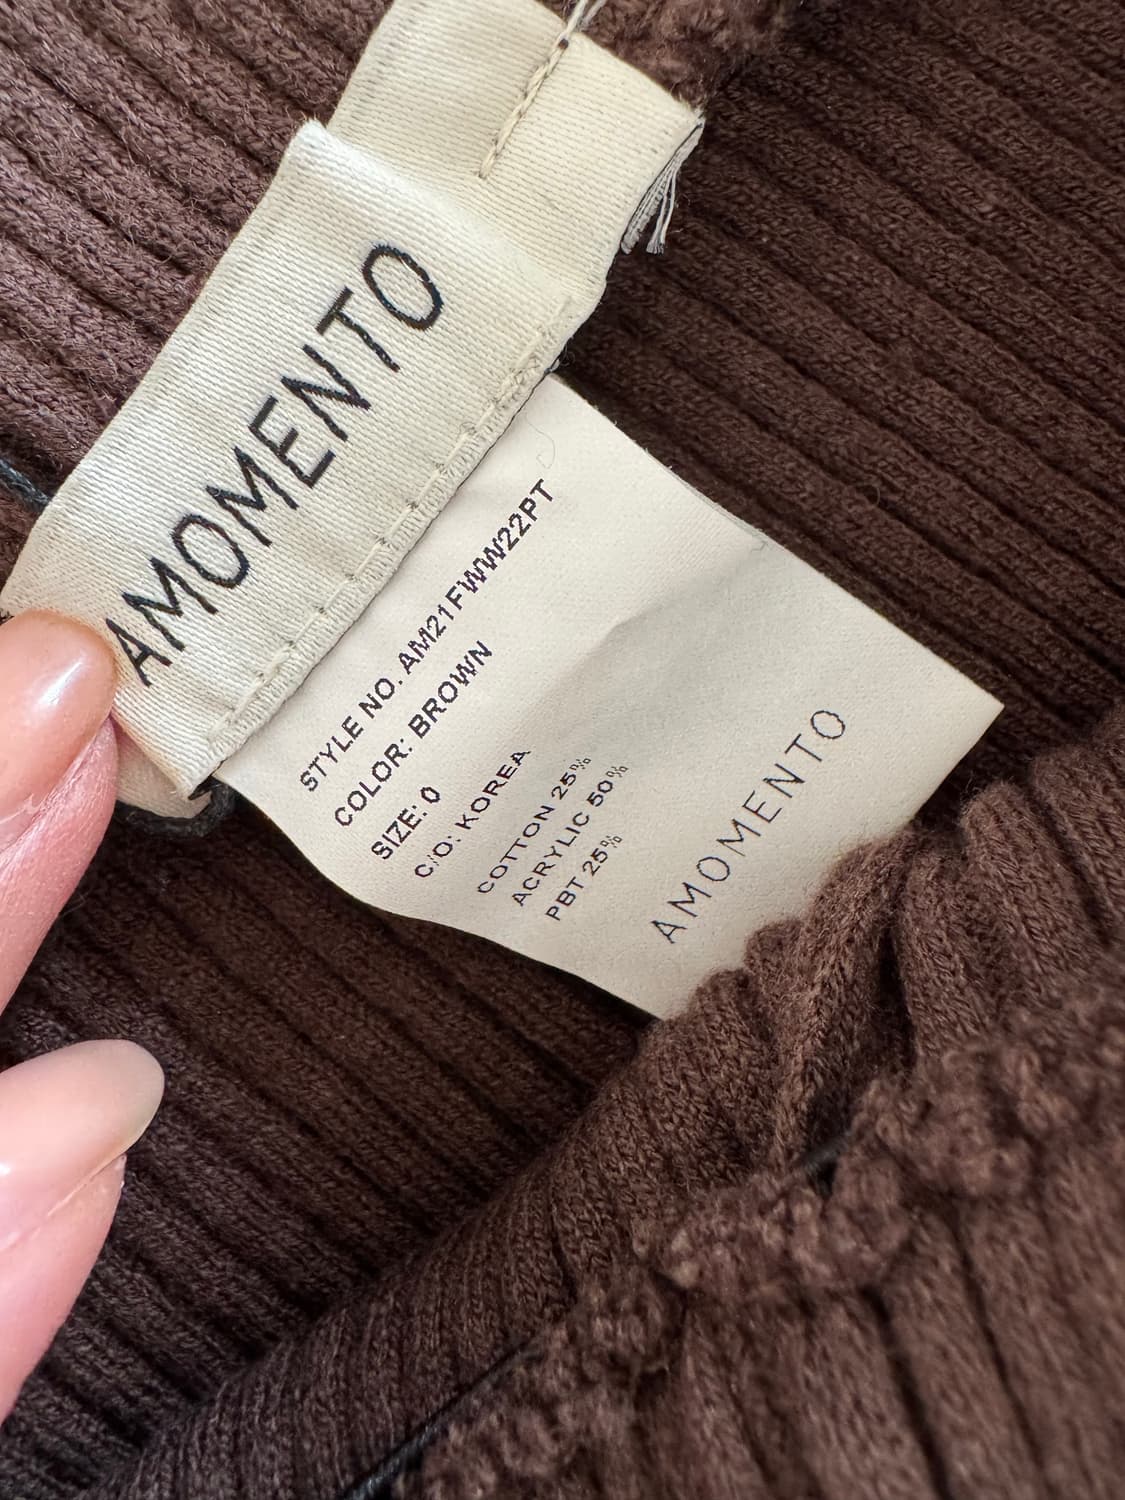 AMOMENTO
STYLE NO. AM21FWW22PT
COLOR: BROWN
SIZE: 0
C/O: KOREA
COTTON 25%
ACRYLIC 50%
PBT 25%
AMOMENTO